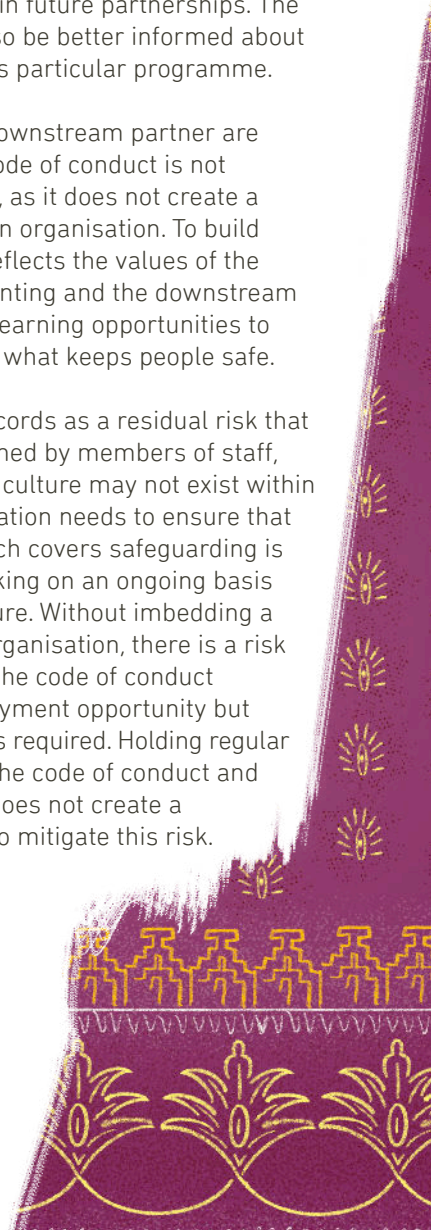 in future partnerships. The
so be better informed about
s particular programme.
ownstream partner are
ode of conduct is not
, as it does not create a
n organisation. To build
eflects the values of the
nting and the downstream
earning opportunities to
what keeps people safe.
cords as a residual risk that
ned by members of staff,
culture may not exist within
ation needs to ensure that
ch covers safeguarding is
king on an ongoing basis
ure. Without imbedding a
organisation, there is a risk
he code of conduct
yment opportunity but
s required. Holding regular
he code of conduct and
oes not create a
o mitigate this risk.